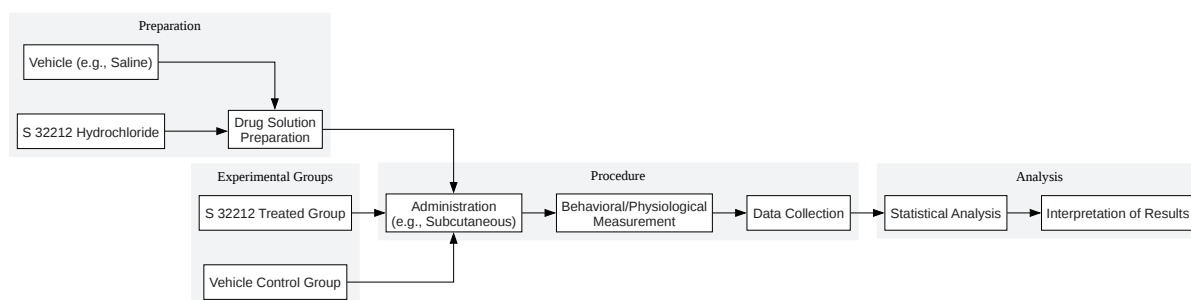 Preparation
Vehicle (e.g., Saline)
S 32212 Hydrochloride
Drug Solution
Preparation
Experimental Groups
S 32212 Treated Group
Vehicle Control Group
Procedure
Administration
(e.g., Subcutaneous)
Behavioral/Physiological
Measurement
Data Collection
Analysis
Statistical Analysis
Interpretation of Results